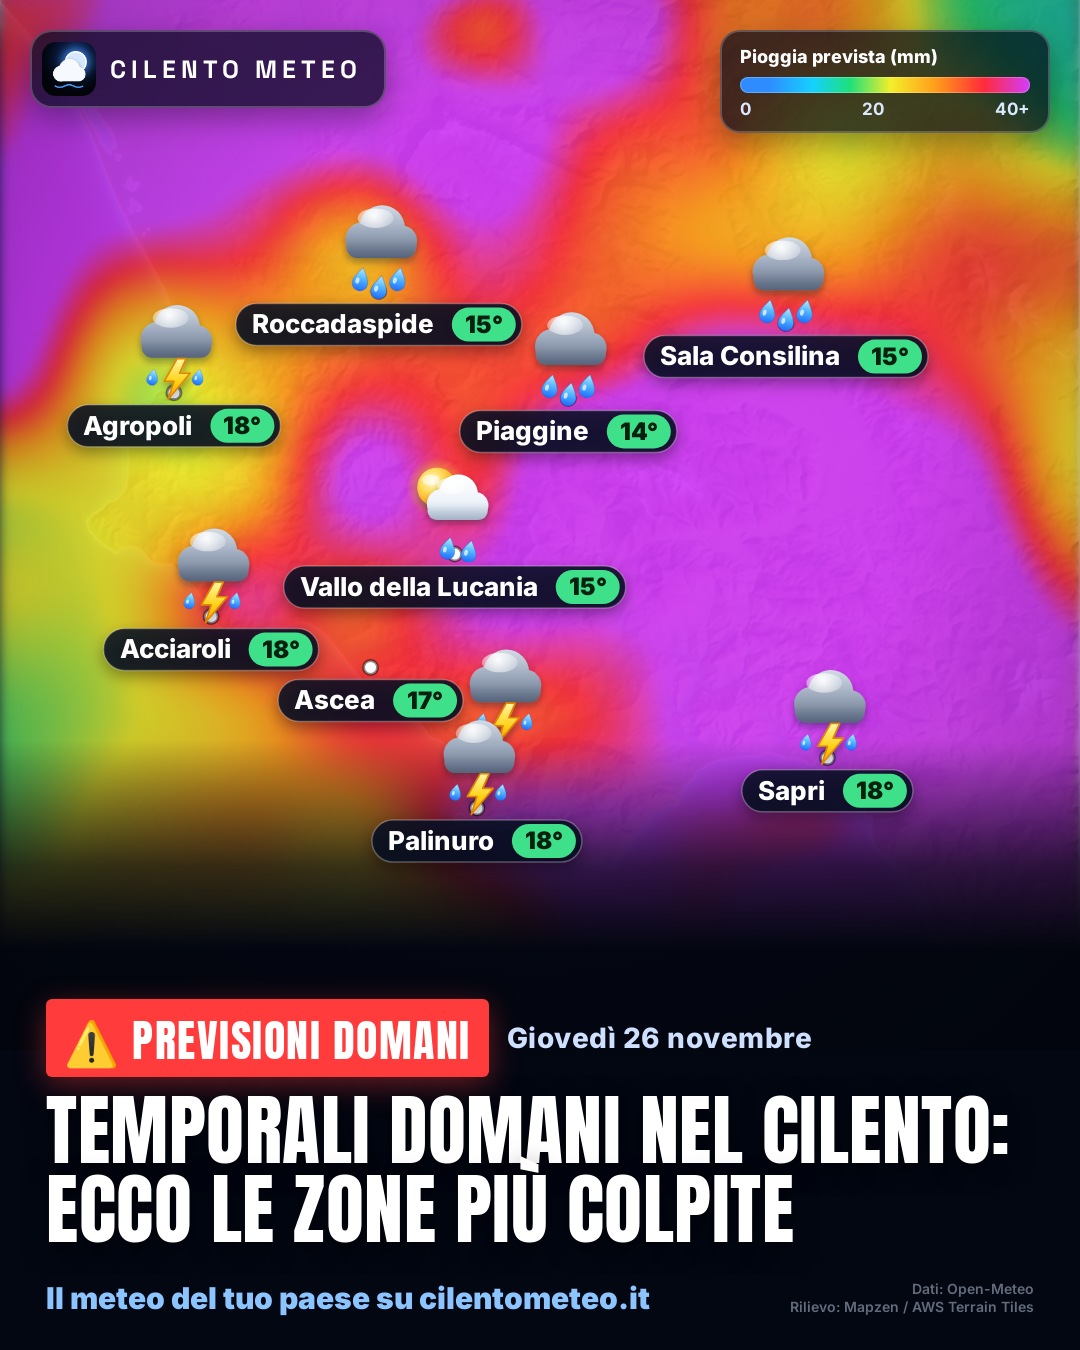 CILENTO METEO
Pioggia prevista (mm)
0 20 40+
Roccadaspide 15°
Sala Consilina 15°
Agropoli 18°
Piaggine 14°
Vallo della Lucania 15°
Acciaroli 18°
Ascea 17°
Sapri 18°
Palinuro 18°
⚠️ PREVISIONI DOMANI
Giovedì 26 novembre
TEMPORALI DOMANI NEL CILENTO:
ECCO LE ZONE PIÙ COLPITE
Il meteo del tuo paese su cilentometeo.it
Dati: Open-Meteo
Rilievo: Mapzen / AWS Terrain Tiles